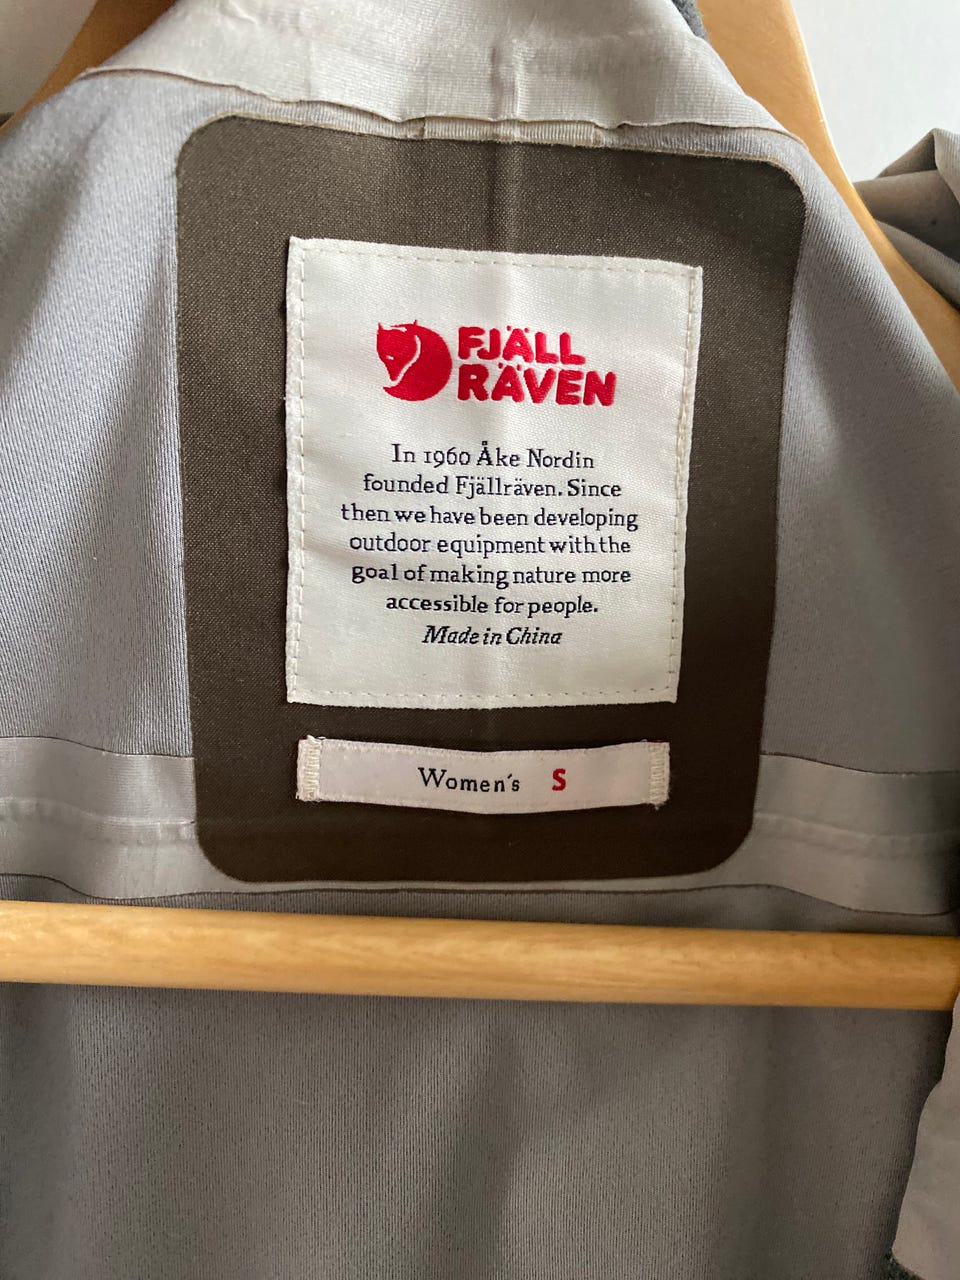 FJÄLL
RÄVEN
In 1960 Åke Nordin
founded Fjällräven. Since
then we have been developing
outdoor equipment with the
goal of making nature more
accessible for people.
Made in China
Women's S